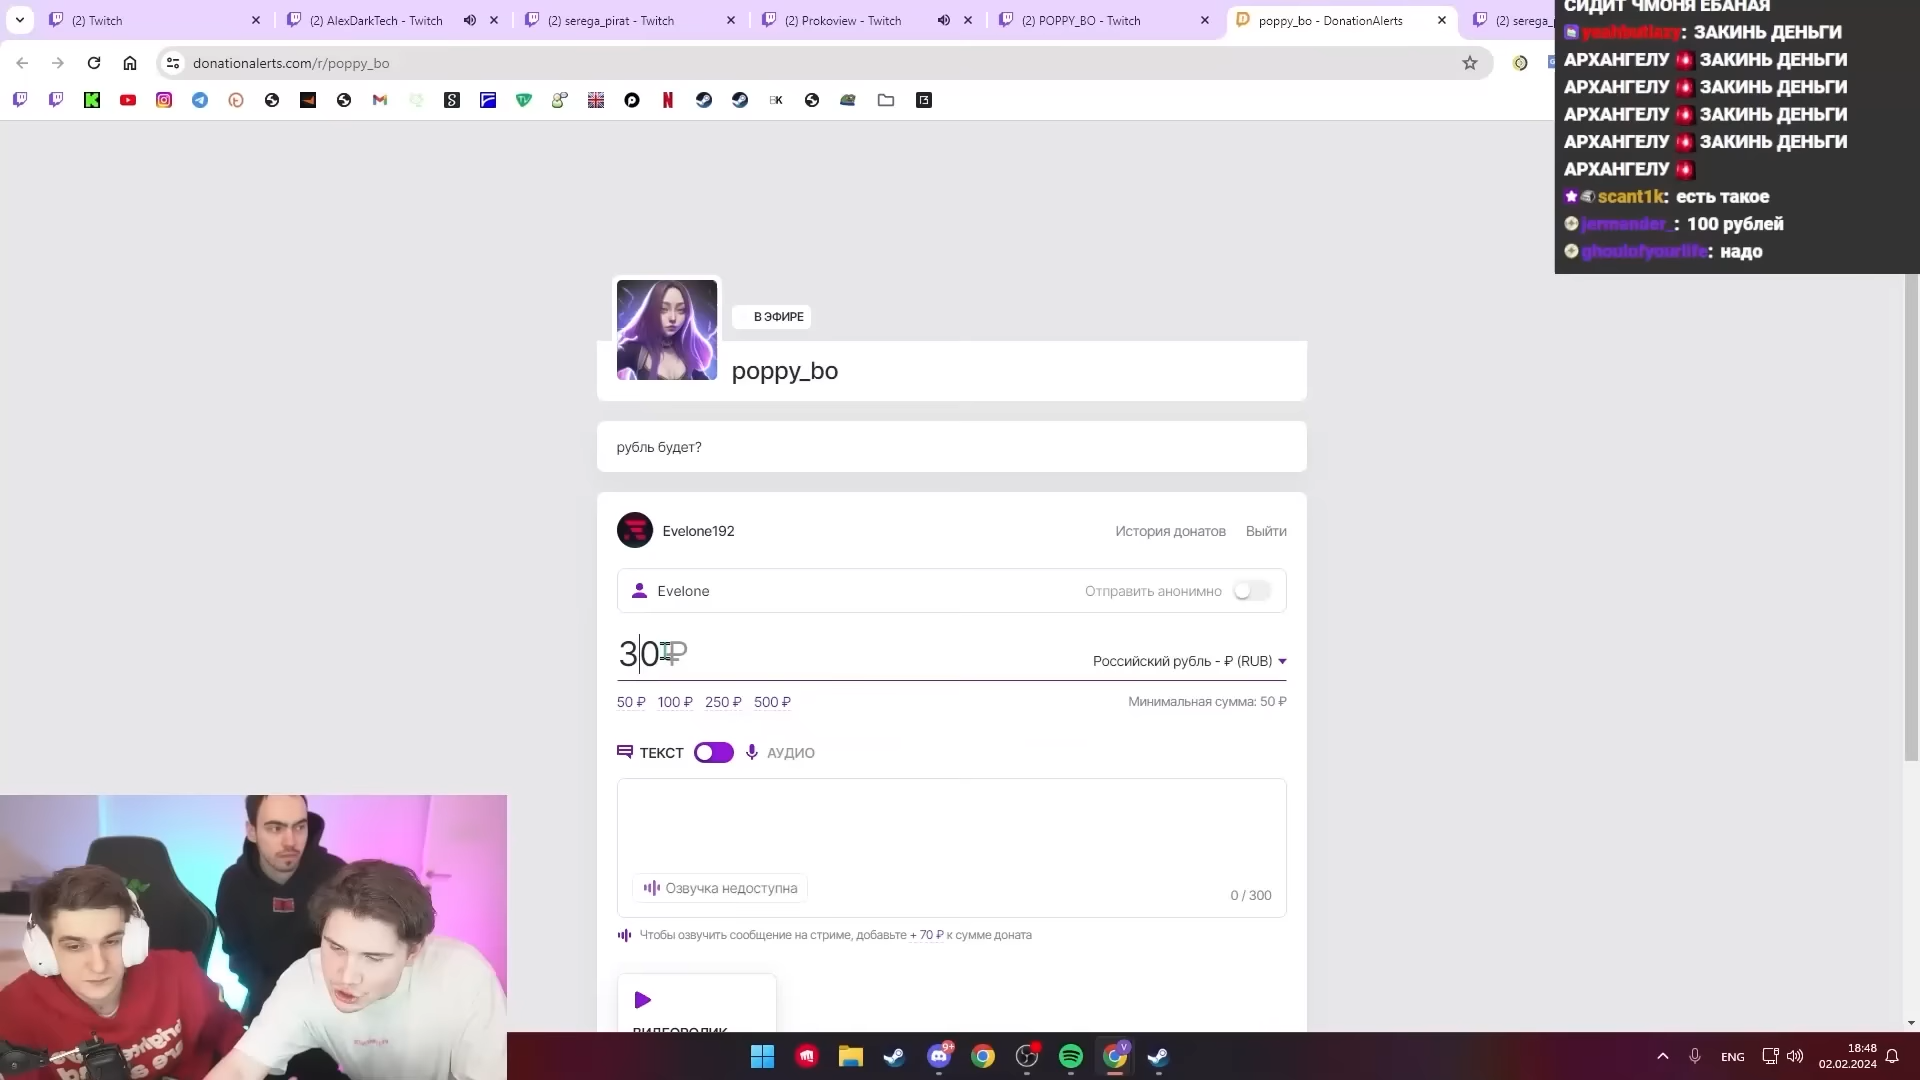 (2) Twitch
(2) AlexDarkTech - Twitch
(2) serega_pirat - Twitch
(2) Prokoview - Twitch
(2) POPPY_BO - Twitch
poppy_bo - DonationAlerts
(2) serega_
donationalerts.com/r/poppy_bo
СИДИТ ЧМОНЯ ЕБАНАЯ
yeahbutlazy: ЗАКИНЬ ДЕНЬГИ
АРХАНГЕЛУ ЗАКИНЬ ДЕНЬГИ
АРХАНГЕЛУ ЗАКИНЬ ДЕНЬГИ
АРХАНГЕЛУ ЗАКИНЬ ДЕНЬГИ
АРХАНГЕЛУ ЗАКИНЬ ДЕНЬГИ
АРХАНГЕЛУ
scant1k: есть такое
jermender_: 100 рублей
ghoulofyourlife: надо
В ЭФИРЕ
poppy_bo
рубль будет?
Evelone192
История донатов Выйти
Evelone
Отправить анонимно
30 ₽
Российский рубль - ₽ (RUB)
50 ₽ 100 ₽ 250 ₽ 500 ₽
Минимальная сумма: 50 ₽
ТЕКСТ АУДИО
Озвучка недоступна
0 / 300
Чтобы озвучить сообщение на стриме, добавьте + 70 ₽ к сумме доната
ВИДЕОРОЛИК
ENG
18:48
02.02.2024